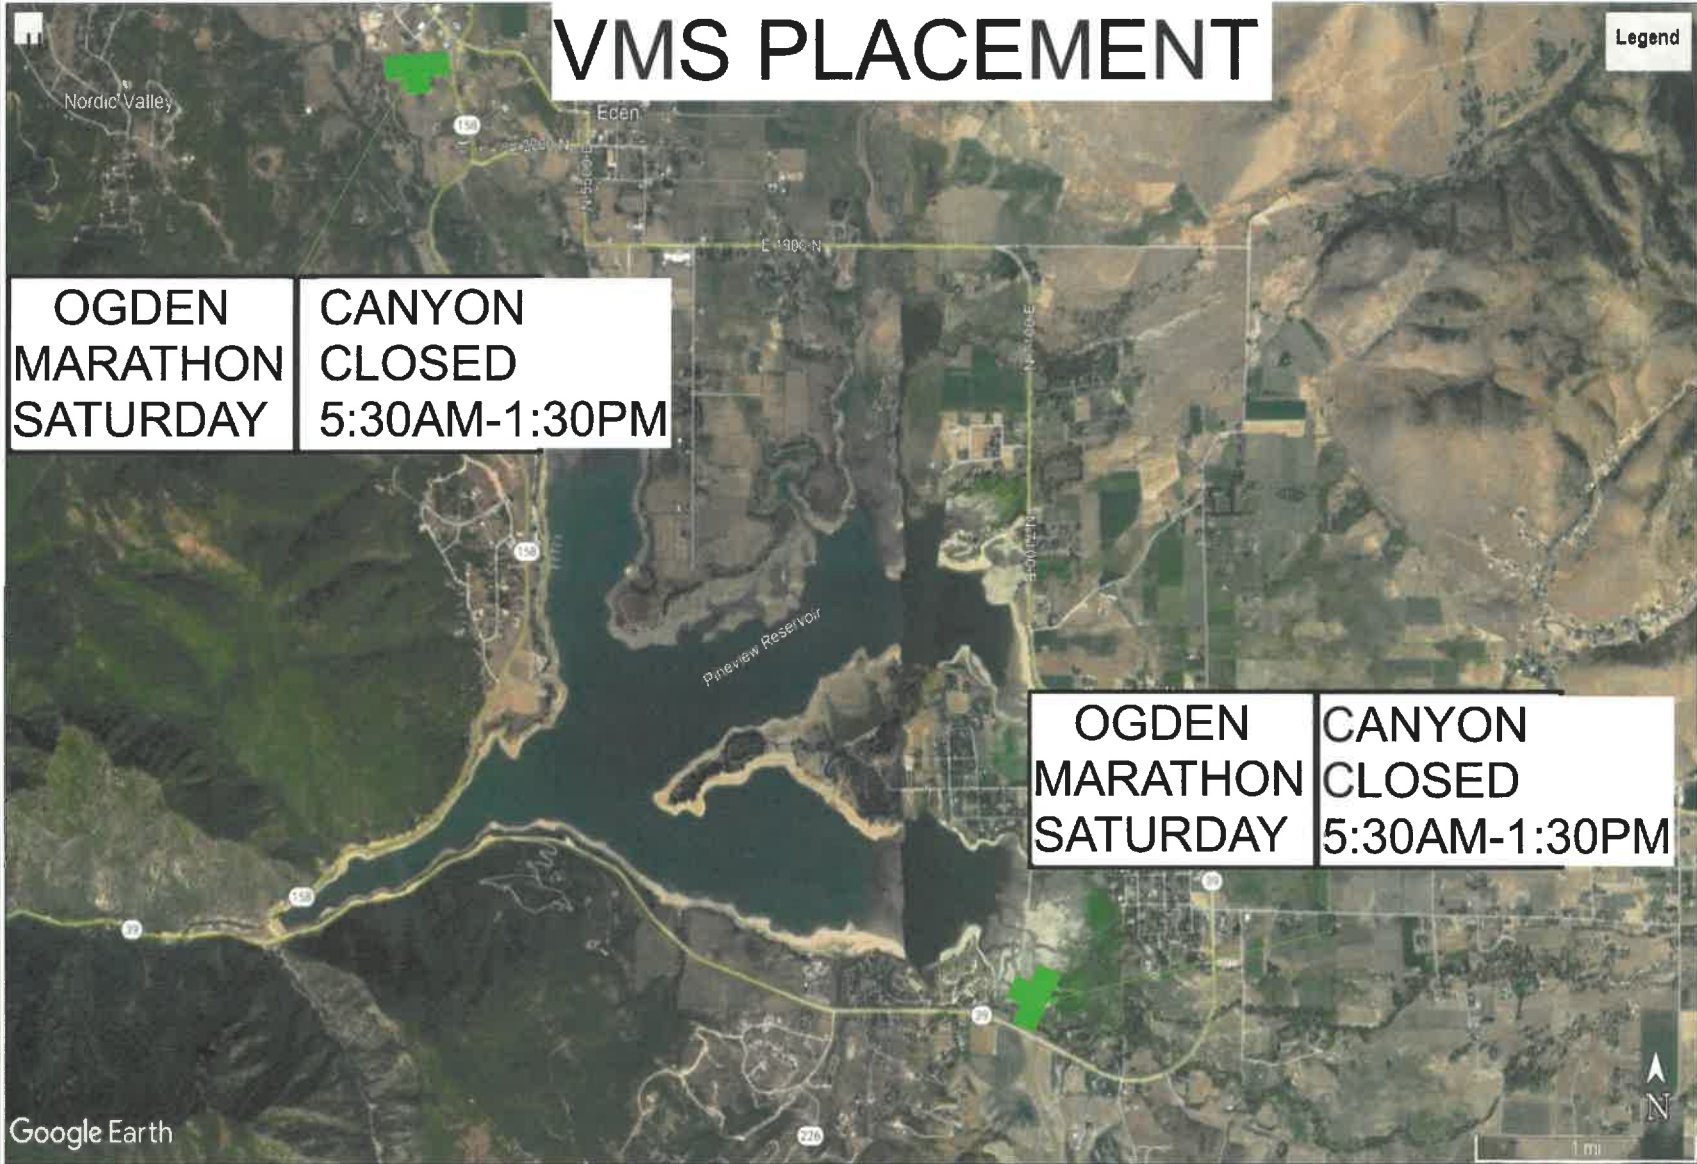 VMS PLACEMENT
Legend
Nordic Valley
Eden
158
E 1900 N
OGDEN
MARATHON
SATURDAY
CANYON
CLOSED
5:30AM-1:30PM
158
Pineview Reservoir
OGDEN
MARATHON
SATURDAY
CANYON
CLOSED
5:30AM-1:30PM
158
39
39
39
226
Google Earth
N
1 mi